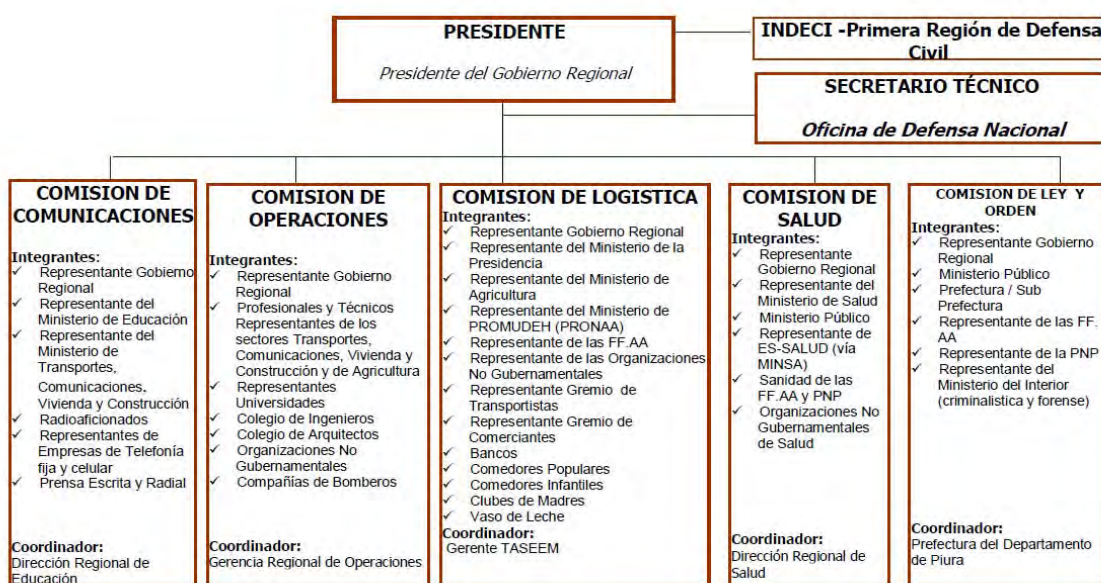 PRESIDENTE
Presidente del Gobierno Regional
INDECI -Primera Región de Defensa
Civil
SECRETARIO TÉCNICO
Oficina de Defensa Nacional
COMISION DE
COMUNICACIONES
Integrantes:
✓ Representante Gobierno
Regional
✓ Representante del
Ministerio de Educación
✓ Representante del
Ministerio de
Transportes,
Comunicaciones,
Vivienda y Construcción
✓ Radioaficionados
✓ Representantes de
Empresas de Telefonía
fija y celular
✓ Prensa Escrita y Radial
Coordinador:
Dirección Regional de
Educación
COMISION DE
OPERACIONES
Integrantes:
✓ Representante Gobierno
Regional
✓ Profesionales y Técnicos
Representantes de los
sectores Transportes,
Comunicaciones, Vivienda y
Construcción y de Agricultura
✓ Representantes
Universidades
✓ Colegio de Ingenieros
✓ Colegio de Arquitectos
✓ Organizaciones No
Gubernamentales
✓ Compañías de Bomberos
Coordinador:
Gerencia Regional de Operaciones
COMISION DE LOGISTICA
Integrantes:
✓ Representante Gobierno Regional
✓ Representante del Ministerio de la
Presidencia
✓ Representante del Ministerio de
Agricultura
✓ Representante del Ministerio de
PROMUDEH (PRONAA)
✓ Representante de las FF.AA
✓ Representante de las Organizaciones
No Gubernamentales
✓ Representante Gremio de
Transportistas
✓ Representante Gremio de
Comerciantes
✓ Bancos
✓ Comedores Populares
✓ Comedores Infantiles
✓ Clubes de Madres
✓ Vaso de Leche
Coordinador:
Gerente TASEEM
COMISION DE
SALUD
Integrantes:
✓ Representante
Gobierno Regional
✓ Representante del
Ministerio de Salud
✓ Ministerio Público
✓ Representante de
ES-SALUD (vía
MINSA)
✓ Sanidad de las
FF.AA y PNP
✓ Organizaciones No
Gubernamentales
de Salud
Coordinador:
Dirección Regional de
Salud
COMISION DE LEY Y
ORDEN
Integrantes:
✓ Representante Gobierno
Regional
✓ Ministerio Público
✓ Prefectura / Sub
Prefectura
✓ Representante de las FF.
AA
✓ Representante de la PNP
✓ Representante del
Ministerio del Interior
(criminalistica y forense)
Coordinador:
Prefectura del Departamento
de Piura